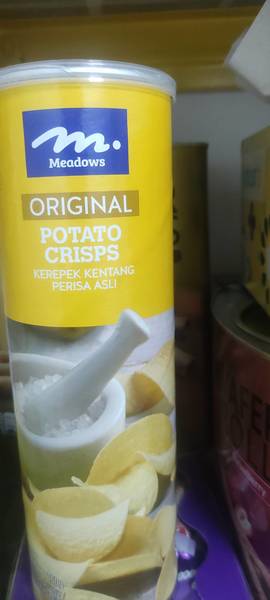 m.
Meadows
ORIGINAL
POTATO
CRISPS
KEREPEK KENTANG
PERISA ASLI